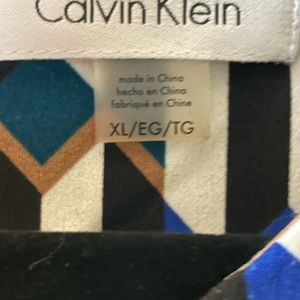 Calvin Klein
made in China
hecho en China
fabriqué en Chine
XL/EG/TG